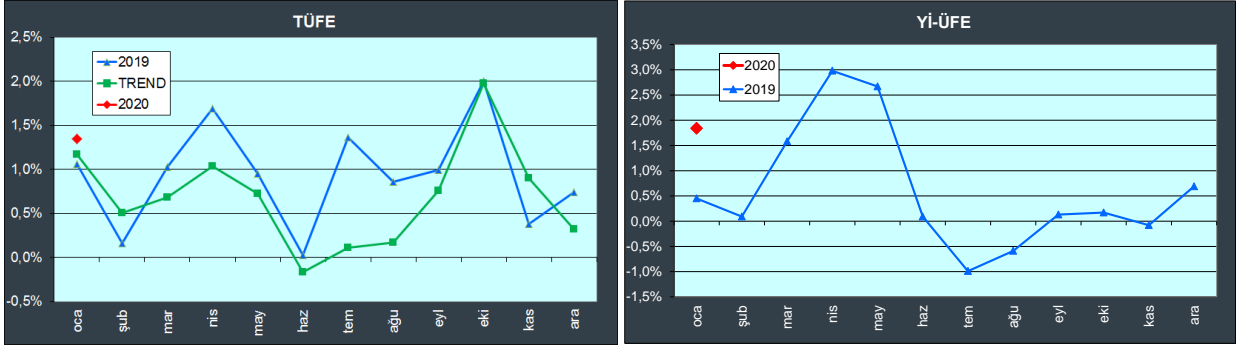 TÜFE
2,5%
2,0%
1,5%
1,0%
0,5%
0,0%
-0,5%
2019
TREND
2020
oca
şub
mar
nis
may
haz
tem
ağu
eyl
eki
kas
ara
Yİ-ÜFE
3,5%
3,0%
2,5%
2,0%
1,5%
1,0%
0,5%
0,0%
-0,5%
-1,0%
-1,5%
2020
2019
oca
şub
mar
nis
may
haz
tem
ağu
eyl
eki
kas
ara